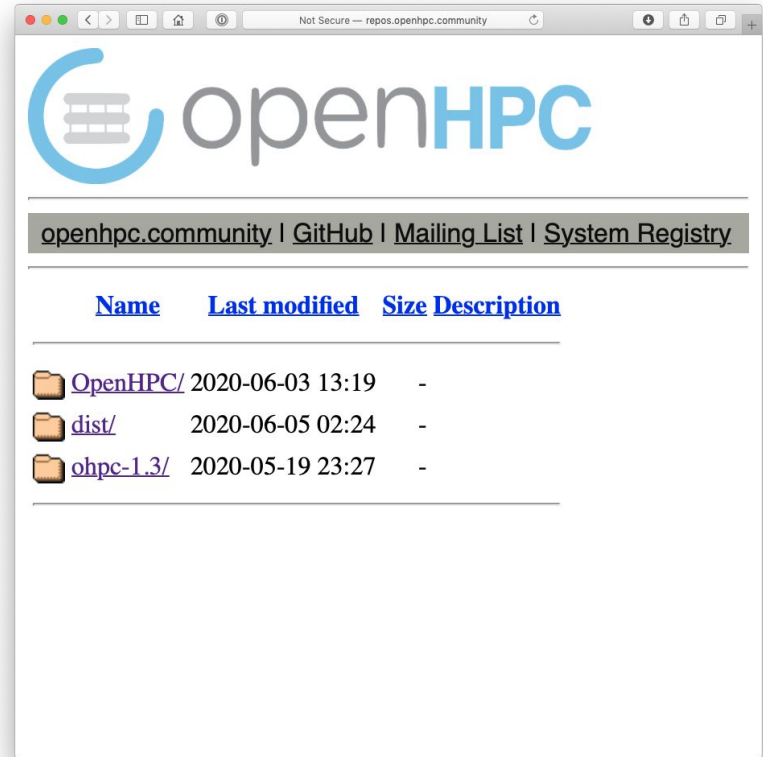 Not Secure — repos.openhpc.community
openHPC
openhpc.community | GitHub | Mailing List | System Registry
Name Last modified Size Description
OpenHPC/ 2020-06-03 13:19 -
dist/ 2020-06-05 02:24 -
ohpc-1.3/ 2020-05-19 23:27 -